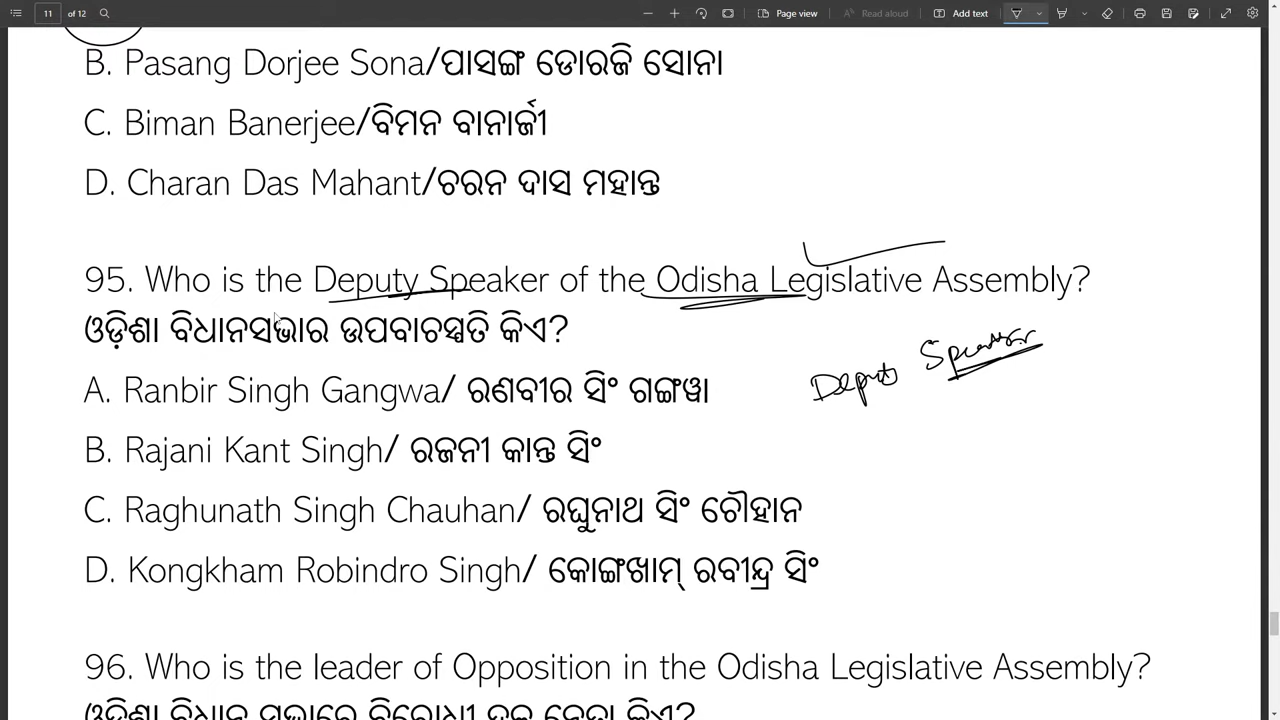 11 of 12
Page view
Read aloud
Add text
B. Pasang Dorjee Sona/ପାସଙ୍ଗ ଡୋରଜି ସୋନା
C. Biman Banerjee/ବିମନ ବାନାର୍ଜୀ
D. Charan Das Mahant/ଚରନ ଦାସ ମହାନ୍ତ
95. Who is the Deputy Speaker of the Odisha Legislative Assembly?
ଓଡ଼ିଶା ବିଧାନସଭାର ଉପବାଚସ୍ପତି କିଏ?
Deputy Speaker
A. Ranbir Singh Gangwa/ ରଣବୀର ସିଂ ଗଙ୍ଗୱା
B. Rajani Kant Singh/ ରଜନୀ କାନ୍ତ ସିଂ
C. Raghunath Singh Chauhan/ ରଘୁନାଥ ସିଂ ଚୌହାନ
D. Kongkham Robindro Singh/ କୋଙ୍ଗଖାମ୍ ରବୀନ୍ଦ୍ର ସିଂ
96. Who is the leader of Opposition in the Odisha Legislative Assembly?
ଓଡ଼ିଶା ବିଧାନ ସଭାରେ ବିରୋଧୀ ଦଳ ନେତା କିଏ?